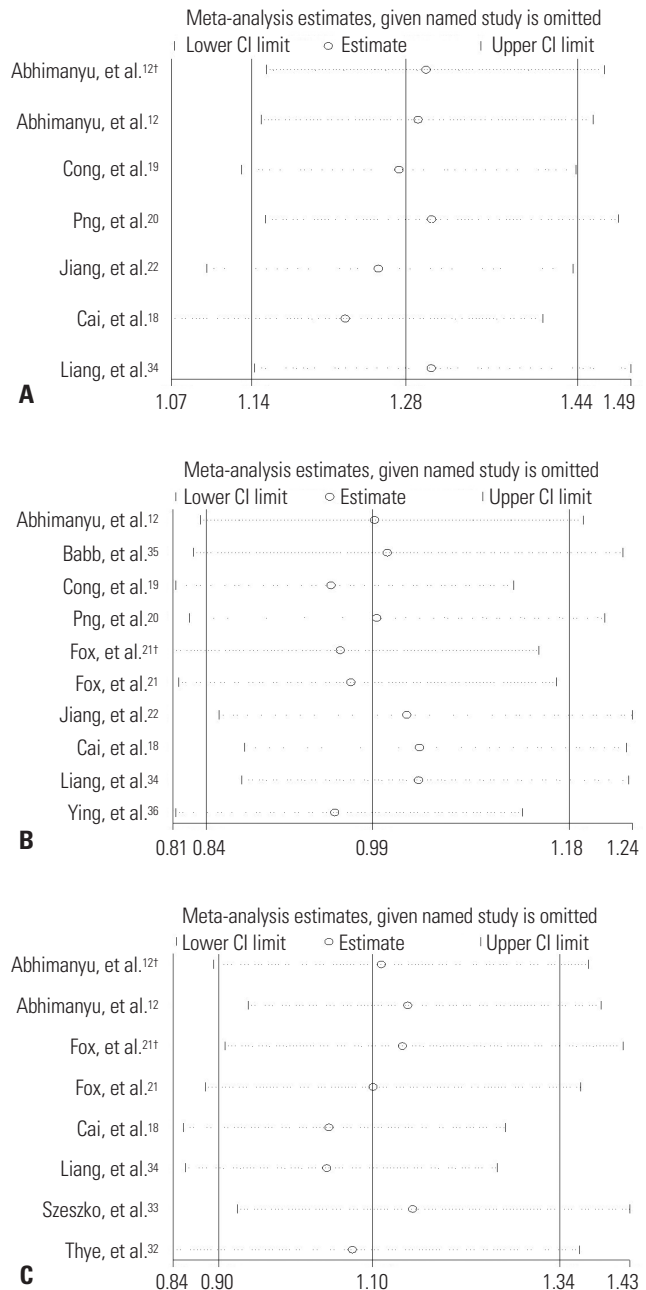 Meta-analysis estimates, given named study is omitted
Lower CI limit Estimate Upper CI limit
Abhimanyu, et al.¹²†
Abhimanyu, et al.¹²
Cong, et al.¹⁹
Png, et al.²⁰
Jiang, et al.²²
Cai, et al.¹⁸
Liang, et al.³⁴
A
1.07 1.14 1.28 1.44 1.49
Meta-analysis estimates, given named study is omitted
Lower CI limit Estimate Upper CI limit
Abhimanyu, et al.¹²
Babb, et al.³⁵
Cong, et al.¹⁹
Png, et al.²⁰
Fox, et al.²¹†
Fox, et al.²¹
Jiang, et al.²²
Cai, et al.¹⁸
Liang, et al.³⁴
Ying, et al.³⁶
B
0.81 0.84 0.99 1.18 1.24
Meta-analysis estimates, given named study is omitted
Lower CI limit Estimate Upper CI limit
Abhimanyu, et al.¹²†
Abhimanyu, et al.¹²
Fox, et al.²¹†
Fox, et al.²¹
Cai, et al.¹⁸
Liang, et al.³⁴
Szeszko, et al.³³
Thye, et al.³²
C
0.84 0.90 1.10 1.34 1.43